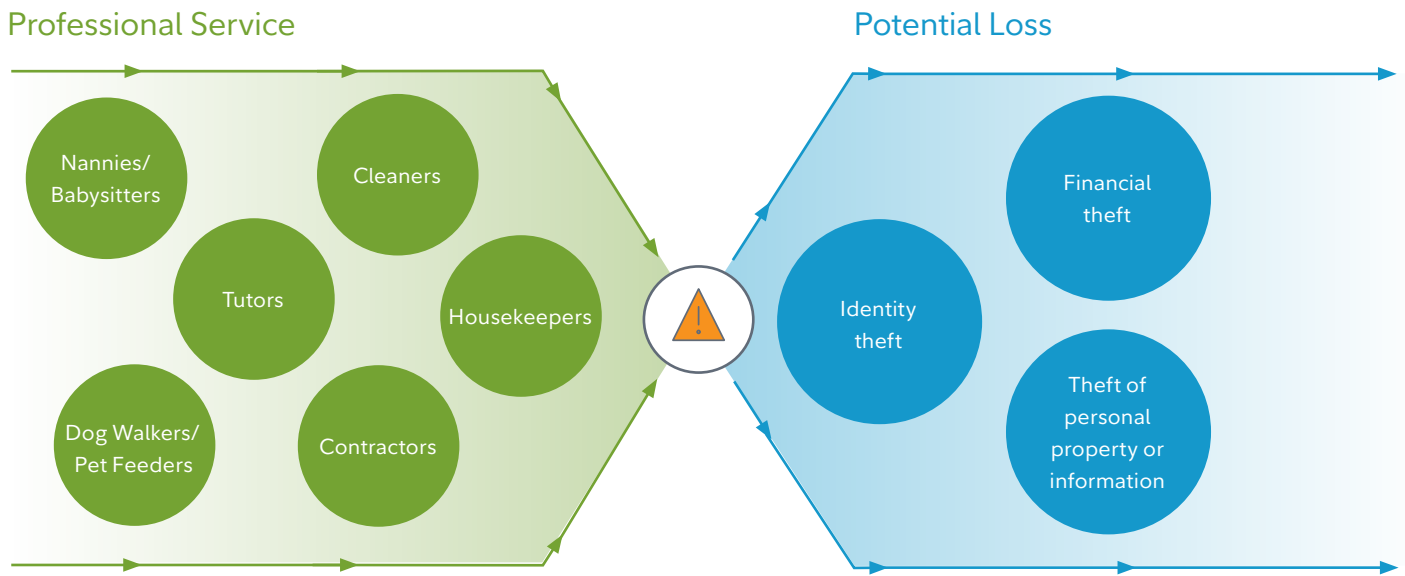 Professional Service
Potential Loss
Nannies/
Babysitters
Cleaners
Tutors
Housekeepers
Dog Walkers/
Pet Feeders
Contractors
!
Identity
theft
Financial
theft
Theft of
personal
property or
information